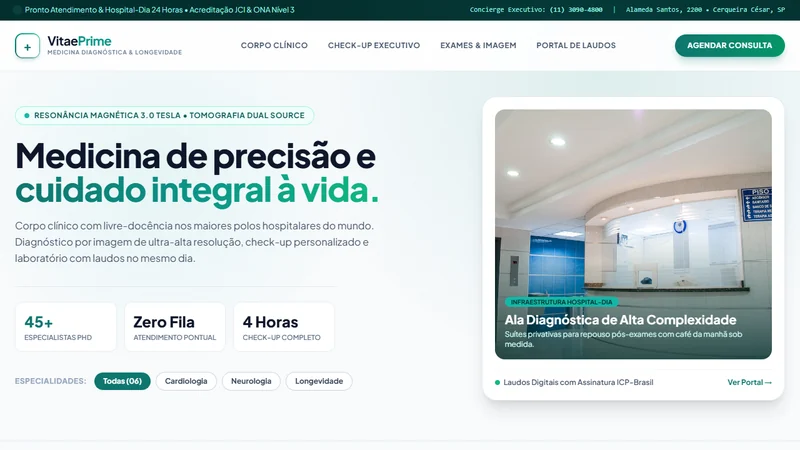 Pronto Atendimento & Hospital-Dia 24 Horas • Acreditação JCI & ONA Nível 3
Concierge Executivo: (11) 3090-4800 | Alameda Santos, 2200 • Cerqueira César, SP
VitaePrime
MEDICINA DIAGNÓSTICA & LONGEVIDADE
CORPO CLÍNICO
CHECK-UP EXECUTIVO
EXAMES & IMAGEM
PORTAL DE LAUDOS
AGENDAR CONSULTA
RESONÂNCIA MAGNÉTICA 3.0 TESLA • TOMOGRAFIA DUAL SOURCE
Medicina de precisão e
cuidado integral à vida.
Corpo clínico com livre-docência nos maiores polos hospitalares do mundo.
Diagnóstico por imagem de ultra-alta resolução, check-up personalizado e
laboratório com laudos no mesmo dia.
45+
ESPECIALISTAS PHD
Zero Fila
ATENDIMENTO PONTUAL
4 Horas
CHECK-UP COMPLETO
ESPECIALIDADES:
Todas (06)
Cardiologia
Neurologia
Longevidade
PISO
INFRAESTRUTURA HOSPITAL-DIA
Ala Diagnóstica de Alta Complexidade
Suítes privativas para repouso pós-exames com café da manhã sob
medida.
Laudos Digitais com Assinatura ICP-Brasil
Ver Portal →